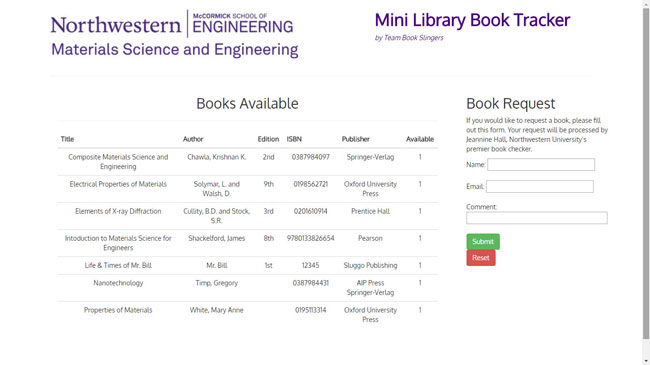 Northwestern | McCORMICK SCHOOL OF ENGINEERING
Materials Science and Engineering
Mini Library Book Tracker
by Team Book Slingers
Books Available
Title Author Edition ISBN Publisher Available
Composite Materials Science and Engineering Chawla, Krishnan K. 2nd 0387984097 Springer-Verlag 1
Electrical Properties of Materials Solymar, L. and Walsh, D. 9th 0198562721 Oxford University Press 1
Elements of X-ray Diffraction Cullity, B.D. and Stock, S.R. 3rd 0201610914 Prentice Hall 1
Intoduction to Materials Science for Engineers Shackelford, James 8th 9780133826654 Pearson 1
Life & Times of Mr. Bill Mr. Bill 1st 12345 Sluggo Publishing 1
Nanotechnology Timp, Gregory 0387984431 AIP Press Springer-Verlag 1
Properties of Materials White, Mary Anne 0195113314 Oxford University Press 1
Book Request
If you would like to request a book, please fill
out this form. Your request will be processed by
Jeannine Hall, Northwestern University's
premier book checker.
Name:
Email:
Comment:
Submit
Reset